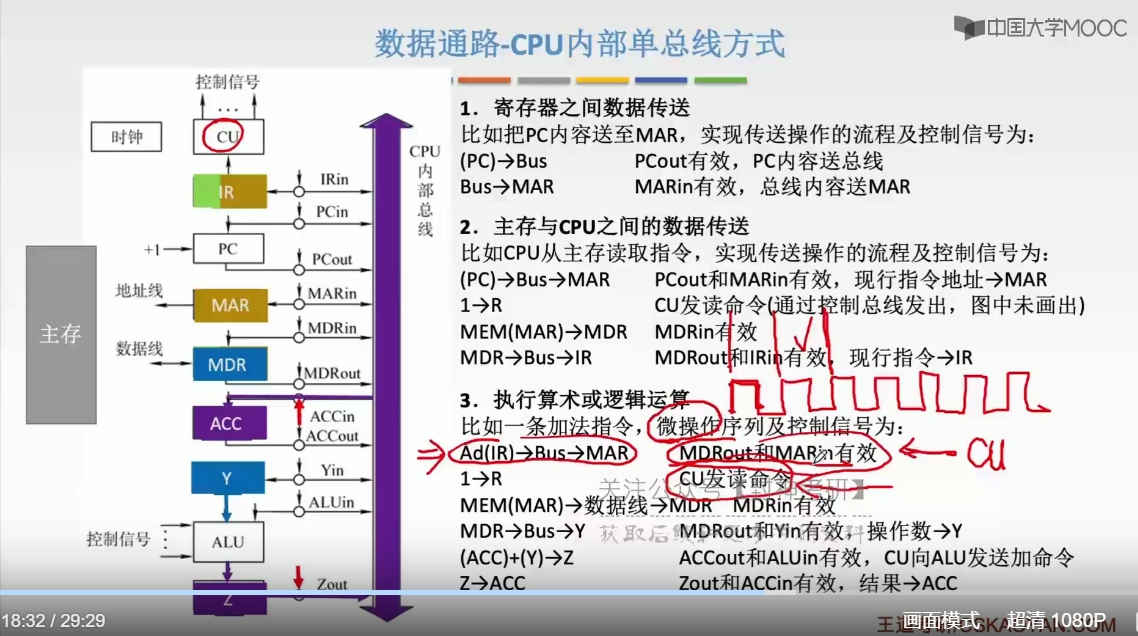 中国大学MOOC
数据通路-CPU内部单总线方式
控制信号
...
时钟
CU
CPU内部总线
IR
IRin
PCin
+1
PC
PCout
地址线
MAR
MARin
主存
MDRin
数据线
MDR
MDRout
ACC
ACCin
ACCout
Y
Yin
ALUin
控制信号
ALU
Z
Zout
1. 寄存器之间数据传送
比如把PC内容送至MAR，实现传送操作的流程及控制信号为：
(PC)→Bus PCout有效，PC内容送总线
Bus→MAR MARin有效，总线内容送MAR
2. 主存与CPU之间的数据传送
比如CPU从主存读取指令，实现传送操作的流程及控制信号为：
(PC)→Bus→MAR PCout和MARin有效，现行指令地址→MAR
1→R CU发读命令(通过控制总线发出，图中未画出)
MEM(MAR)→MDR MDRin有效
MDR→Bus→IR MDRout和IRin有效，现行指令→IR
3. 执行算术或逻辑运算
比如一条加法指令，微操作序列及控制信号为：
Ad(IR)→Bus→MAR MDRout和MARin有效
CU
1→R CU发读命令
关注公众号
MEM(MAR)→数据线→MDR MDRin有效
MDR→Bus→Y MDRout和Yin有效，操作数→Y
(ACC)+(Y)→Z ACCout和ALUin有效，CU向ALU发送加命令
Z→ACC Zout和ACCin有效，结果→ACC
18:32 / 29:29
画面模式
超清 1080P